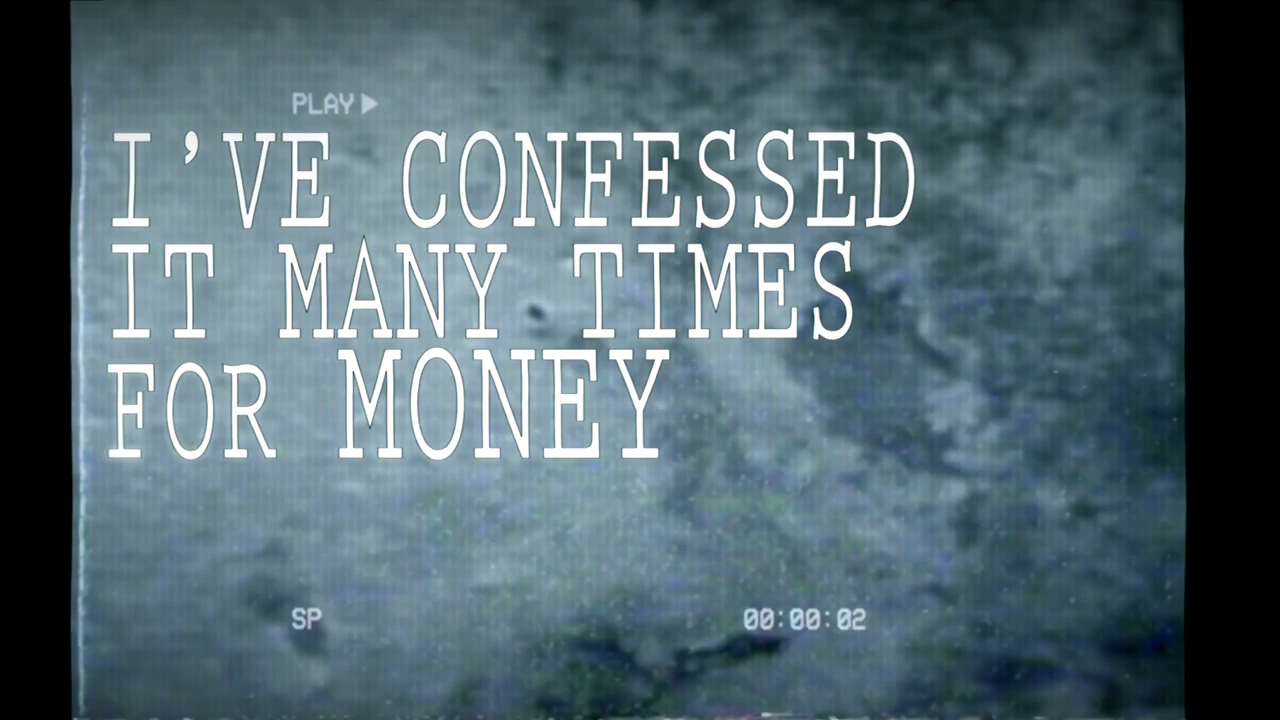 PLAY▶
I'VE CONFESSED
IT MANY TIMES
FOR MONEY
SP 00:00:02